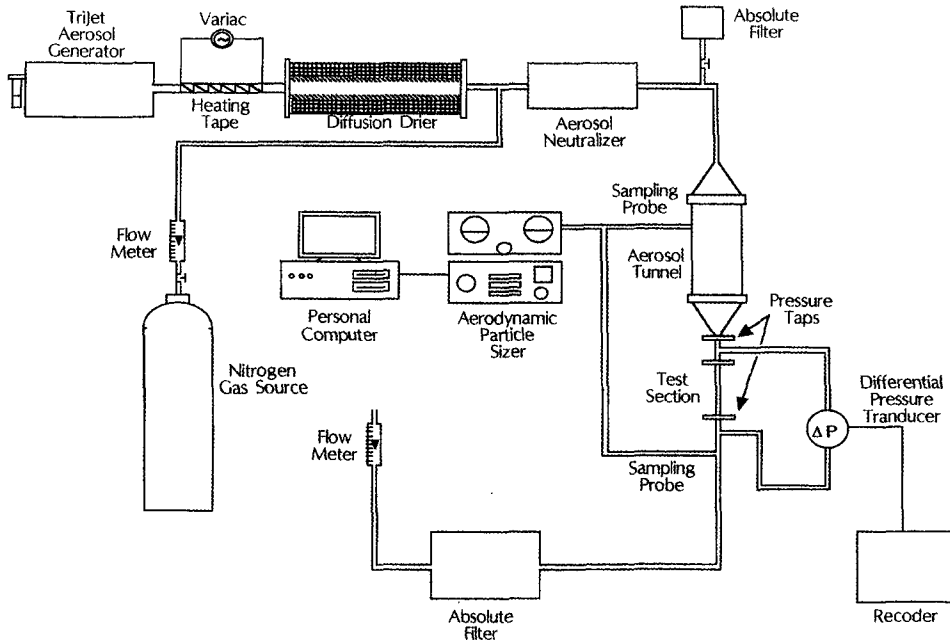 TriJet
Aerosol
Generator
Variac
Absolute
Filter
Heating
Tape
Diffusion Drier
Aerosol
Neutralizer
Sampling
Probe
Flow
Meter
Aerosol
Tunnel
Personal
Computer
Aerodynamic
Particle
Sizer
Pressure
Taps
Nitrogen
Gas Source
Test
Section
Differential
Pressure
Tranducer
ΔP
Flow
Meter
Sampling
Probe
Absolute
Filter
Recoder